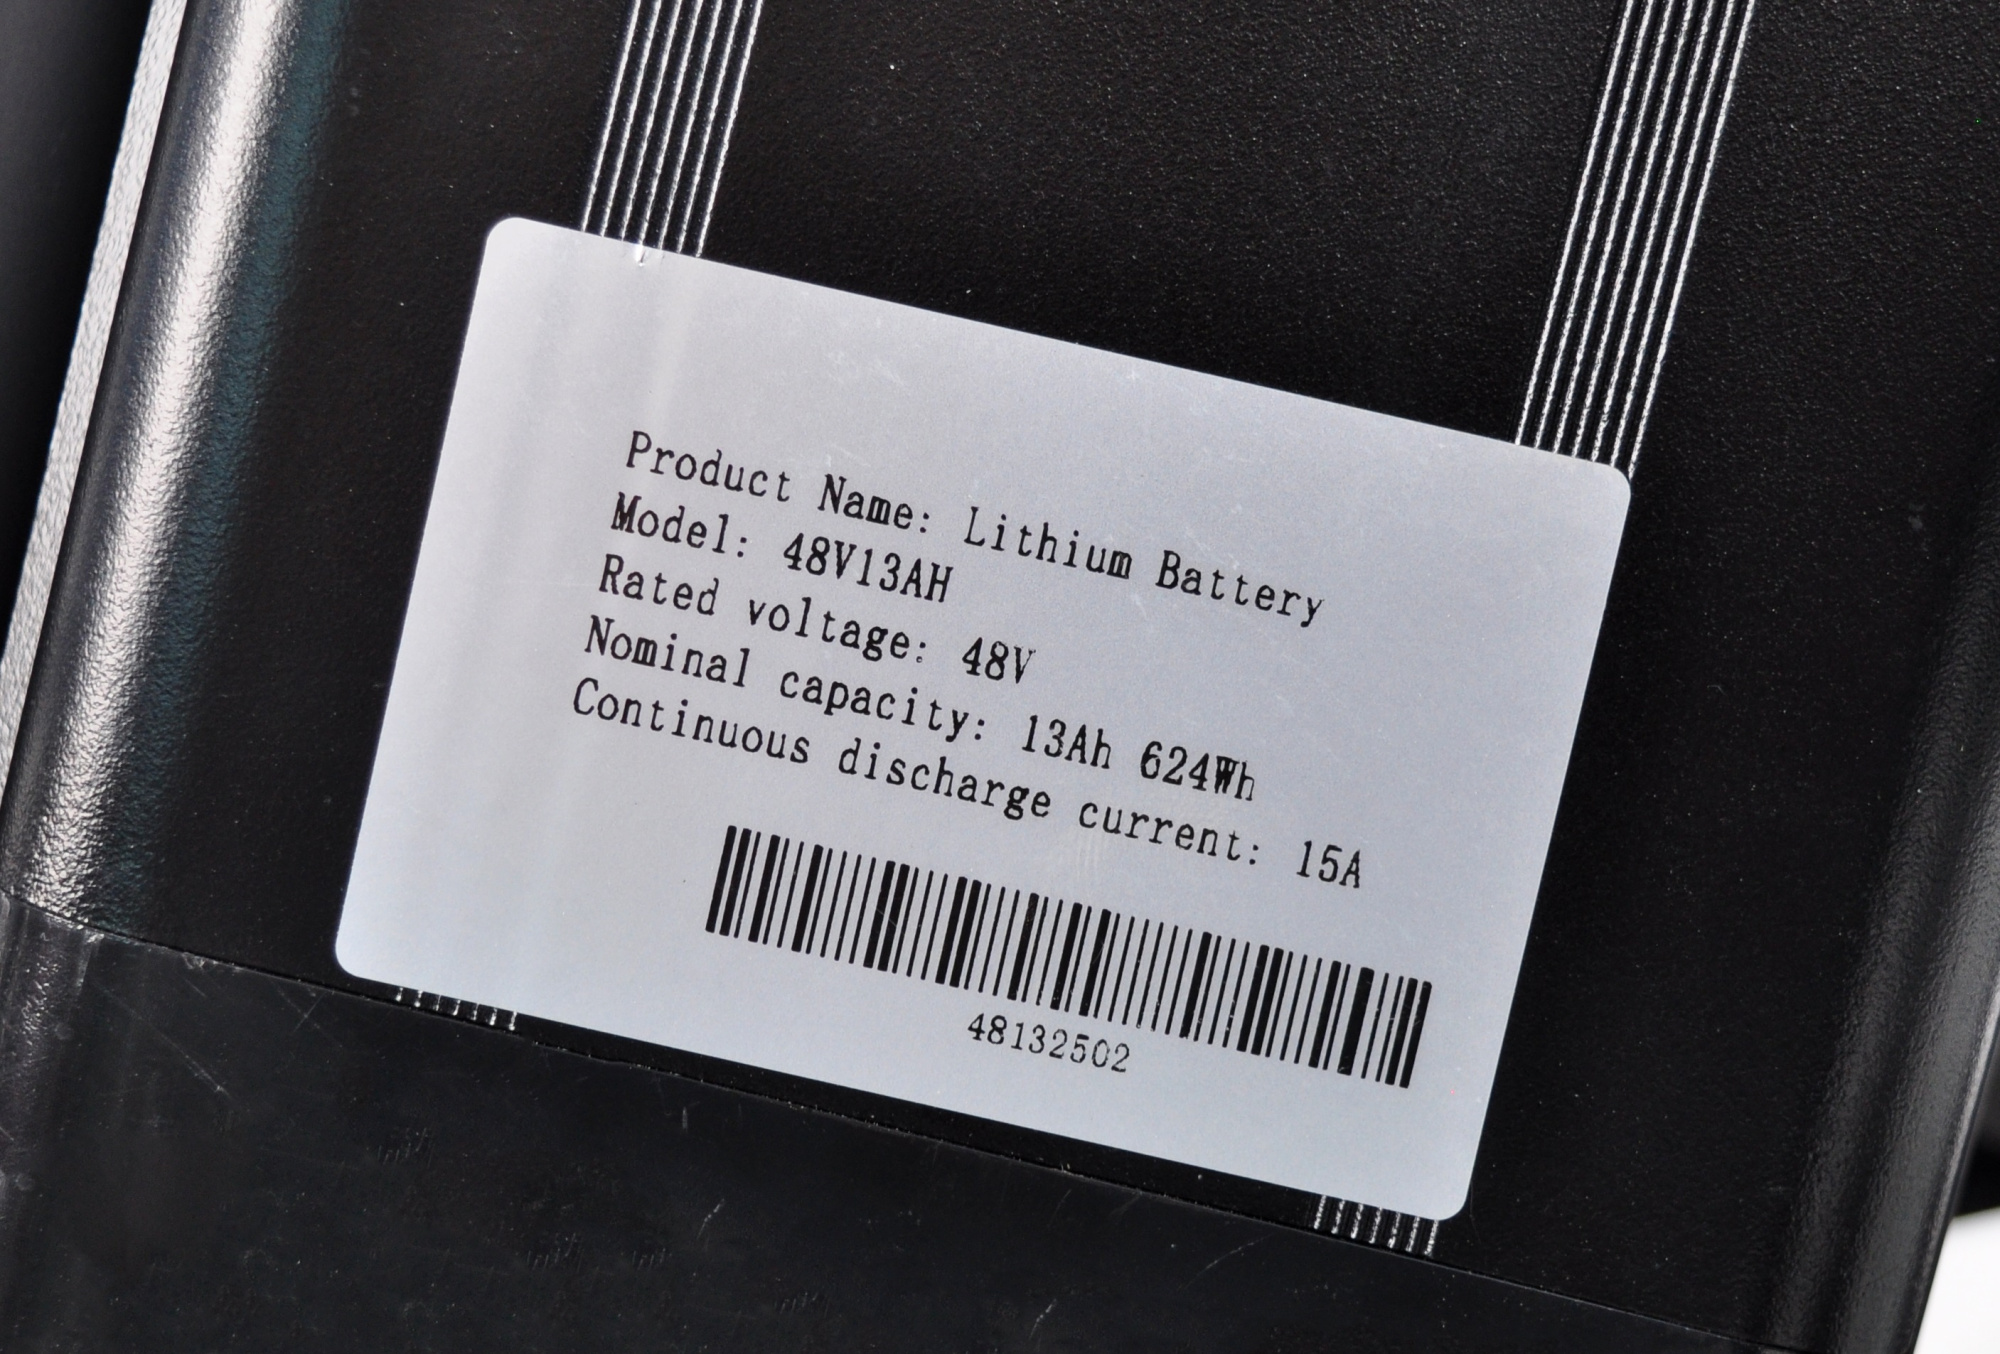 Product Name: Lithium Battery
Model: 48V13AH
Rated voltage: 48V
Nominal capacity: 13Ah 624Wh
Continuous discharge current: 15A
48132502